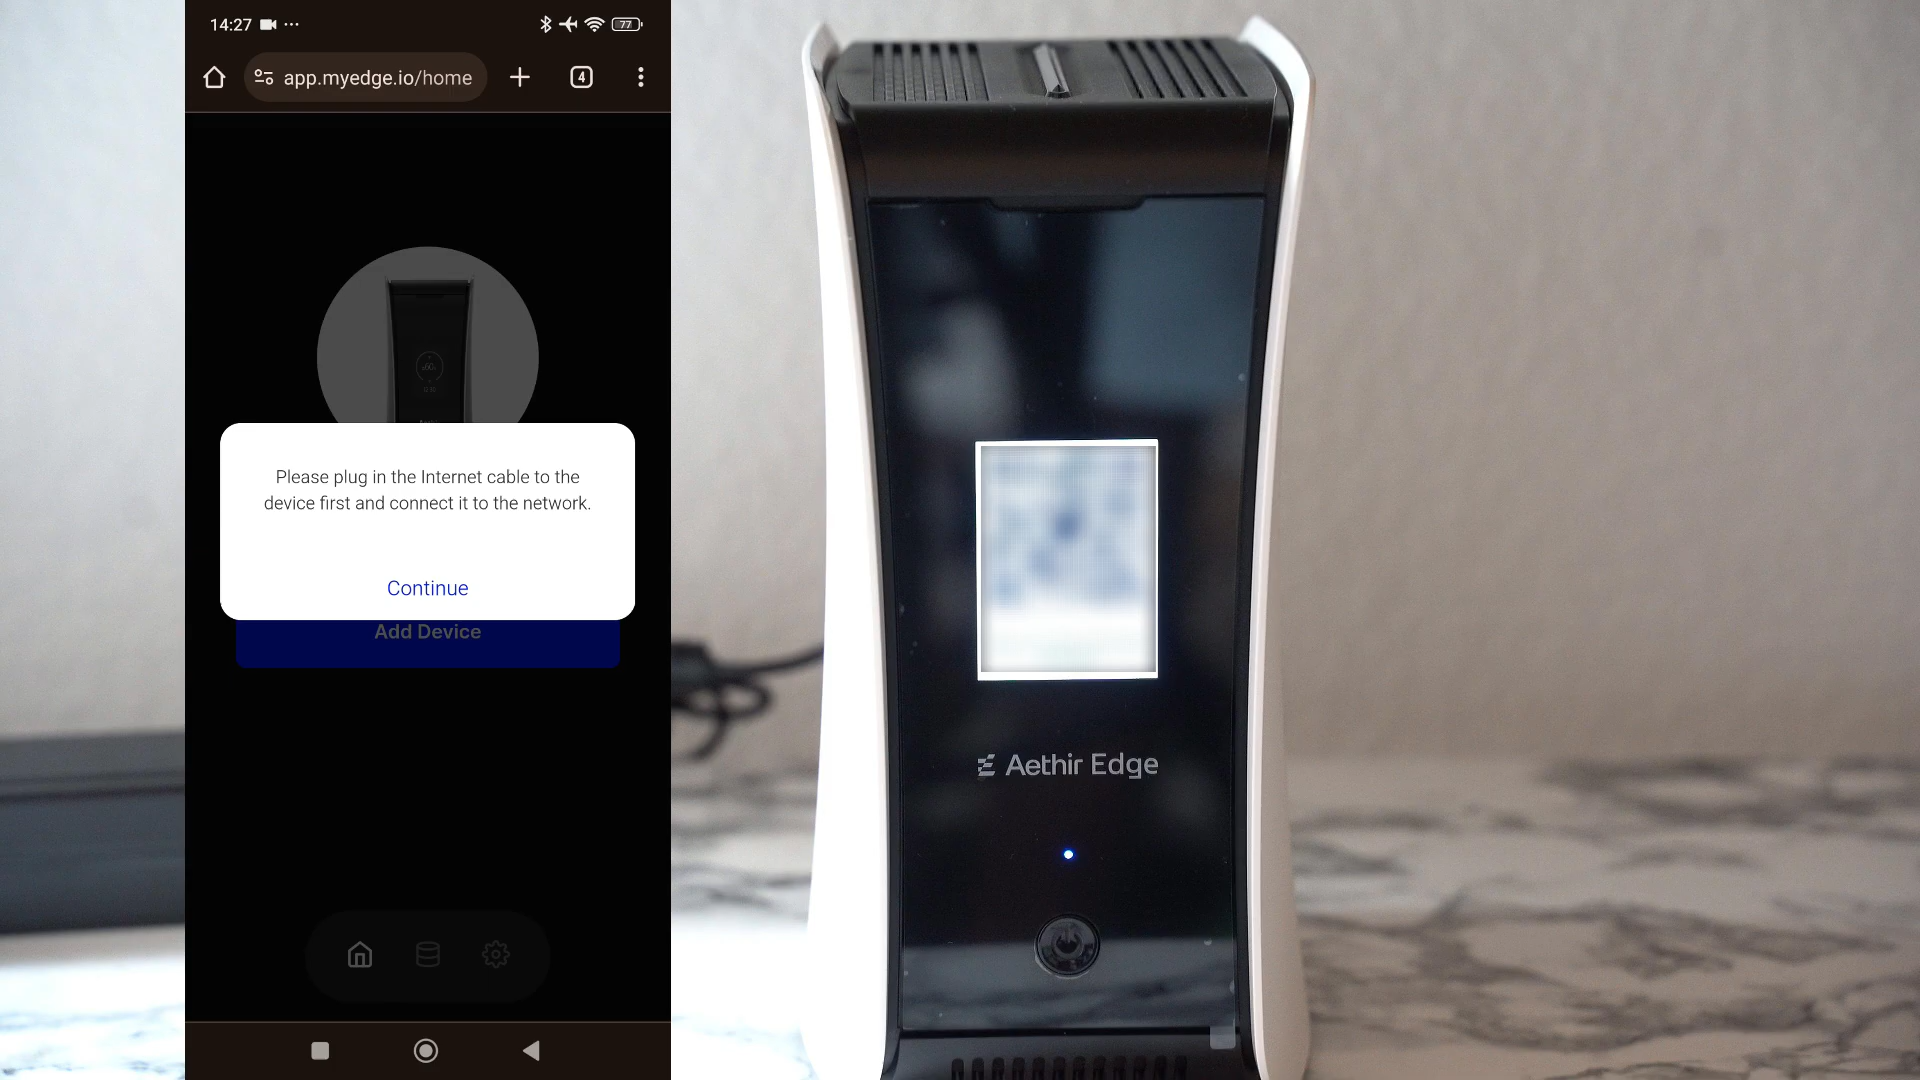 14:27
77
app.myedge.io/home
4
Please plug in the Internet cable to the
device first and connect it to the network.
Continue
Add Device
Aethir Edge